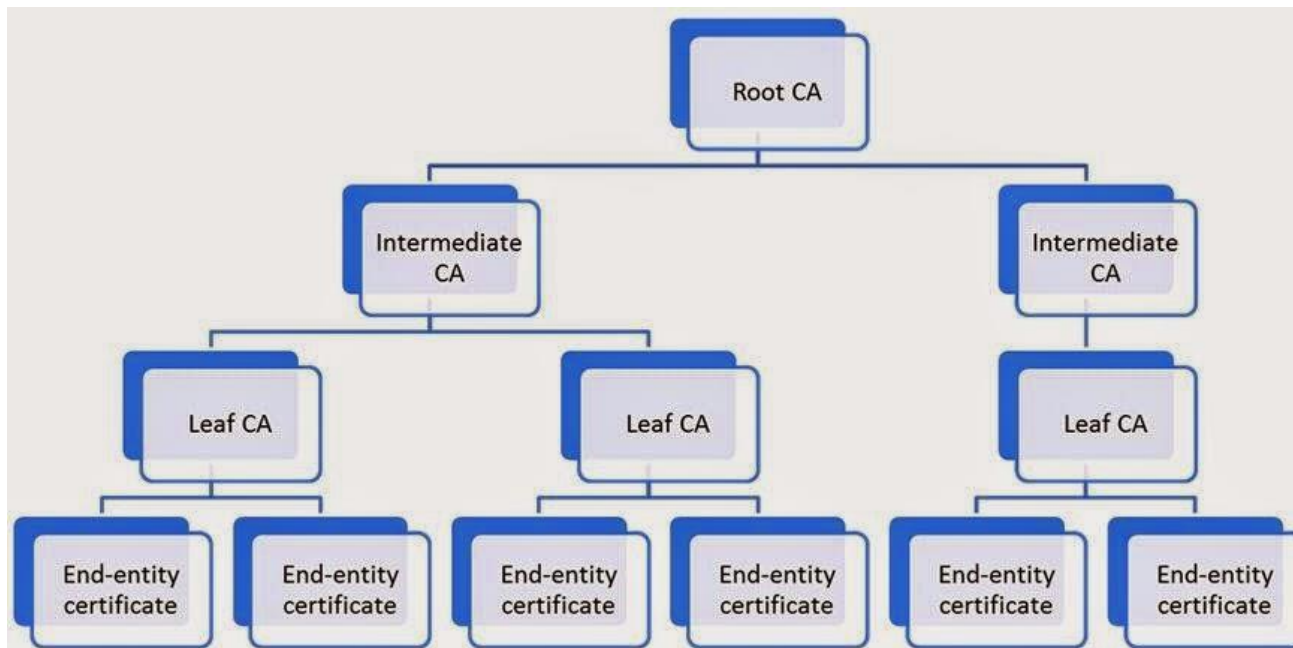 Root CA
Intermediate
CA
Intermediate
CA
Leaf CA
Leaf CA
Leaf CA
End-entity
certificate
End-entity
certificate
End-entity
certificate
End-entity
certificate
End-entity
certificate
End-entity
certificate